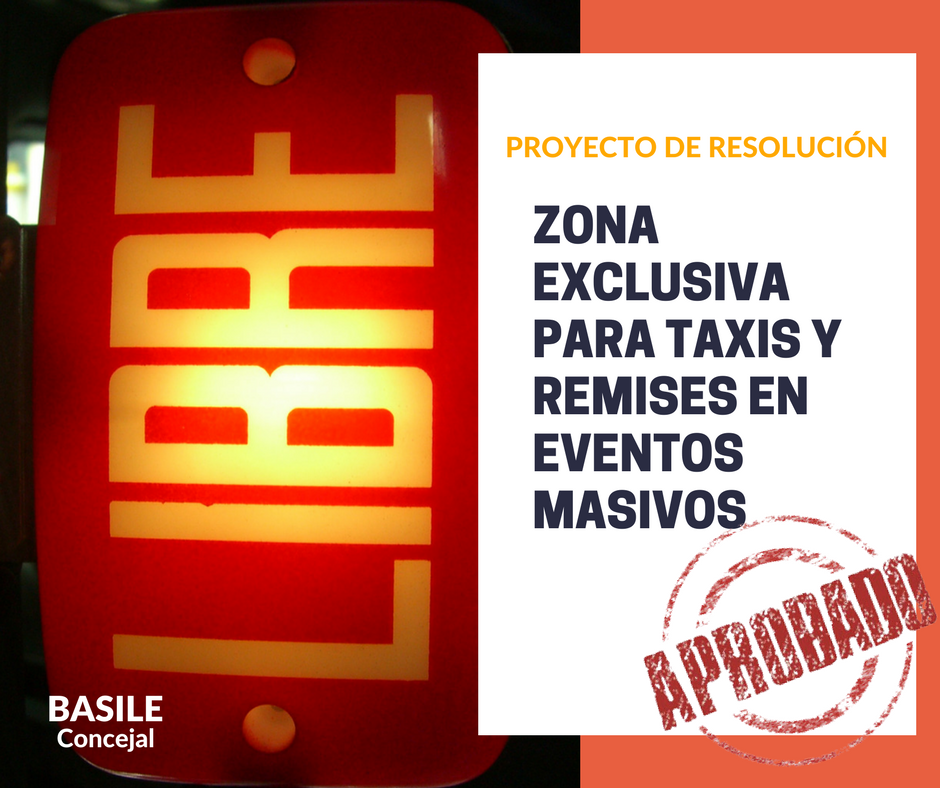 LIBRE
PROYECTO DE RESOLUCIÓN
ZONA
EXCLUSIVA
PARA TAXIS Y
REMISES EN
EVENTOS
MASIVOS
APROBADO
BASILE
Concejal